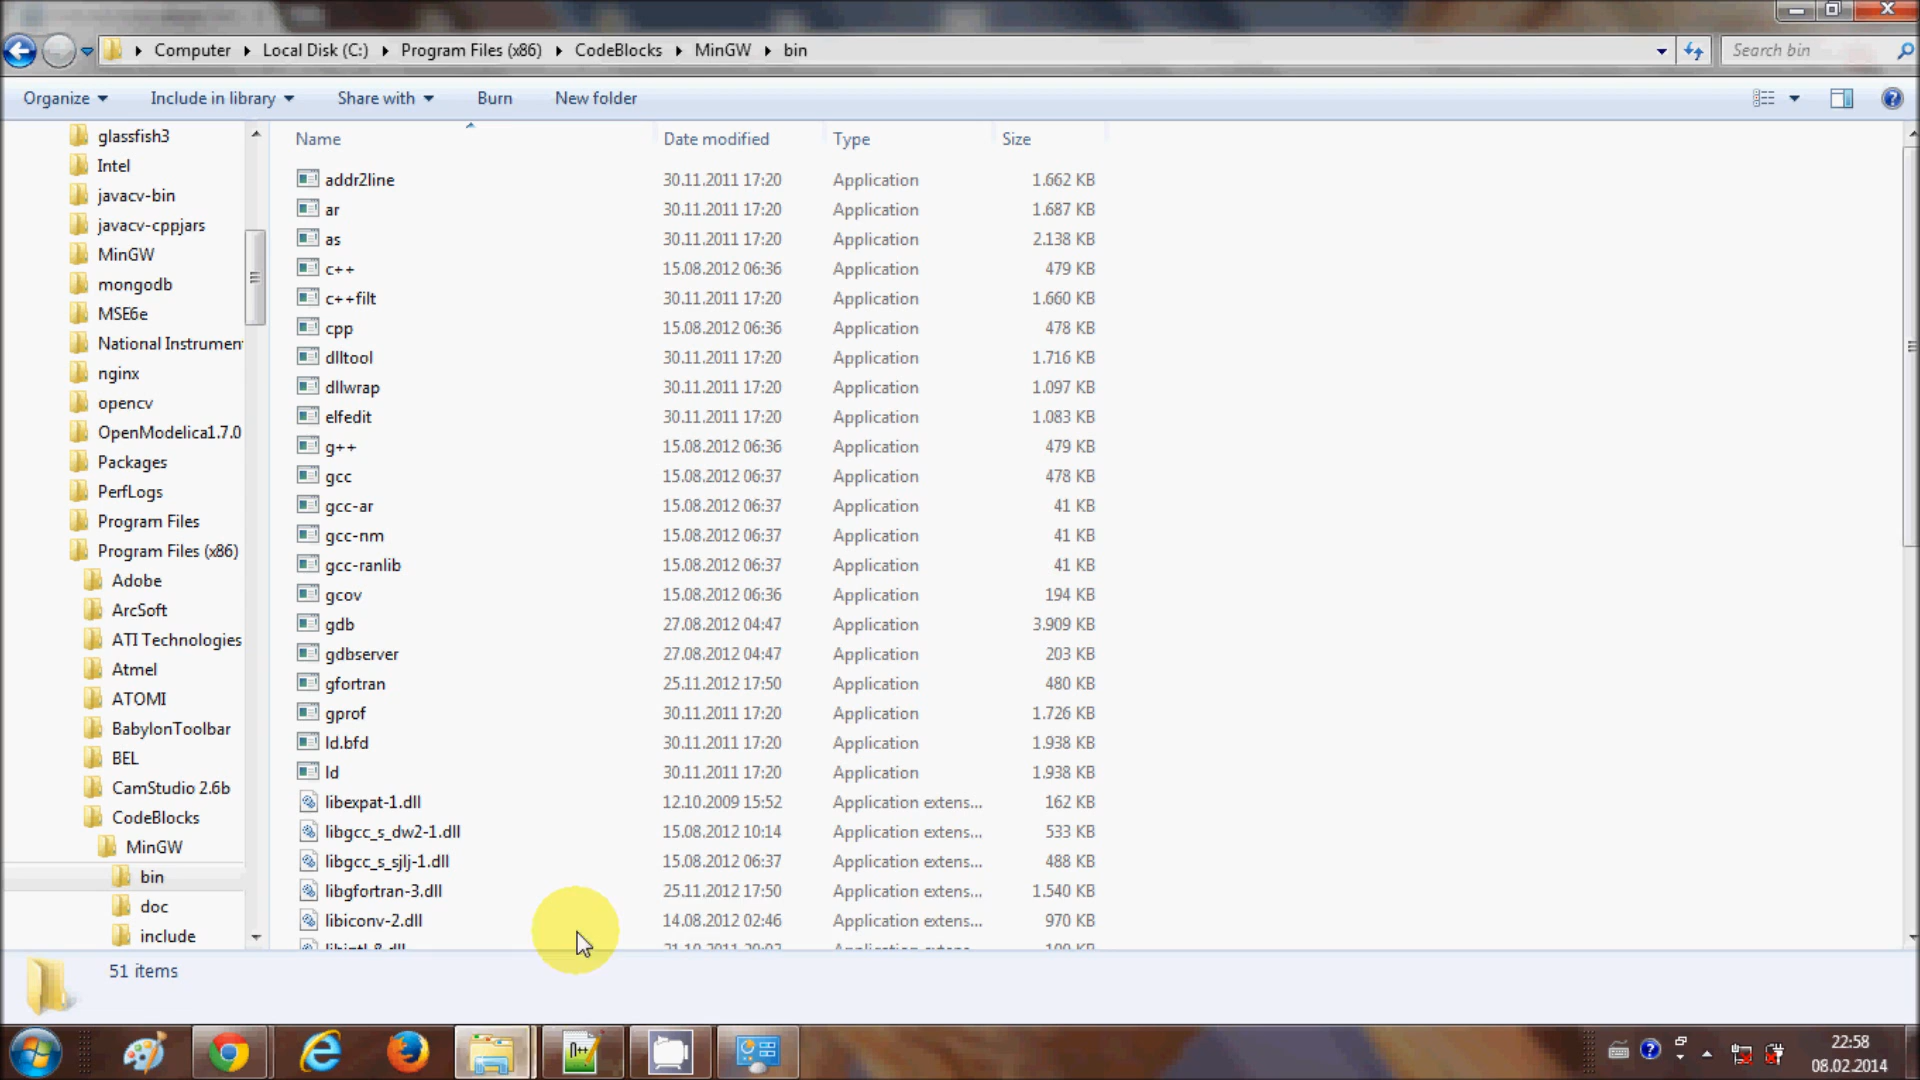 Computer Local Disk (C:) Program Files (x86) CodeBlocks MinGW bin
Search bin
Organize Include in library Share with Burn New folder
glassfish3
Intel
javacv-bin
javacv-cppjars
MinGW
mongodb
MSE6e
National Instrumen
nginx
opencv
OpenModelica1.7.0
Packages
PerfLogs
Program Files
Program Files (x86)
Adobe
ArcSoft
ATI Technologies
Atmel
ATOMI
BabylonToolbar
BEL
CamStudio 2.6b
CodeBlocks
MinGW
bin
doc
include
Name Date modified Type Size
addr2line 30.11.2011 17:20 Application 1.662 KB
ar 30.11.2011 17:20 Application 1.687 KB
as 30.11.2011 17:20 Application 2.138 KB
c++ 15.08.2012 06:36 Application 479 KB
c++filt 30.11.2011 17:20 Application 1.660 KB
cpp 15.08.2012 06:36 Application 478 KB
dlltool 30.11.2011 17:20 Application 1.716 KB
dllwrap 30.11.2011 17:20 Application 1.097 KB
elfedit 30.11.2011 17:20 Application 1.083 KB
g++ 15.08.2012 06:36 Application 479 KB
gcc 15.08.2012 06:37 Application 478 KB
gcc-ar 15.08.2012 06:37 Application 41 KB
gcc-nm 15.08.2012 06:37 Application 41 KB
gcc-ranlib 15.08.2012 06:37 Application 41 KB
gcov 15.08.2012 06:36 Application 194 KB
gdb 27.08.2012 04:47 Application 3.909 KB
gdbserver 27.08.2012 04:47 Application 203 KB
gfortran 25.11.2012 17:50 Application 480 KB
gprof 30.11.2011 17:20 Application 1.726 KB
ld.bfd 30.11.2011 17:20 Application 1.938 KB
ld 30.11.2011 17:20 Application 1.938 KB
libexpat-1.dll 12.10.2009 15:52 Application extens... 162 KB
libgcc_s_dw2-1.dll 15.08.2012 10:14 Application extens... 533 KB
libgcc_s_sjlj-1.dll 15.08.2012 06:37 Application extens... 488 KB
libgfortran-3.dll 25.11.2012 17:50 Application extens... 1.540 KB
libiconv-2.dll 14.08.2012 02:46 Application extens... 970 KB
51 items
22:58
08.02.2014